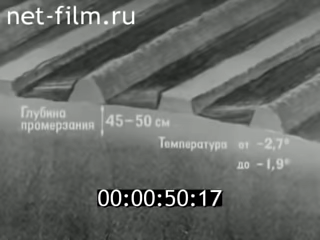 net-film.ru
Глубина
промерзания
45–50 см
Температура от −2,7°
до −1,9°
00:00:50:17